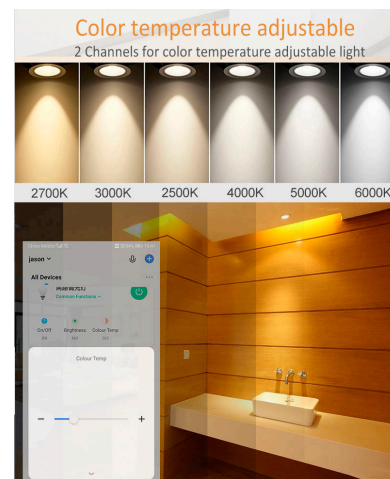 Color temperature adjustable
2 Channels for color temperature adjustable light
2700K 3000K 2500K 4000K 5000K 6000K
jason
All Devices
Common Functions
On/Off Brightness Colour Temp
Colour Temp
- +